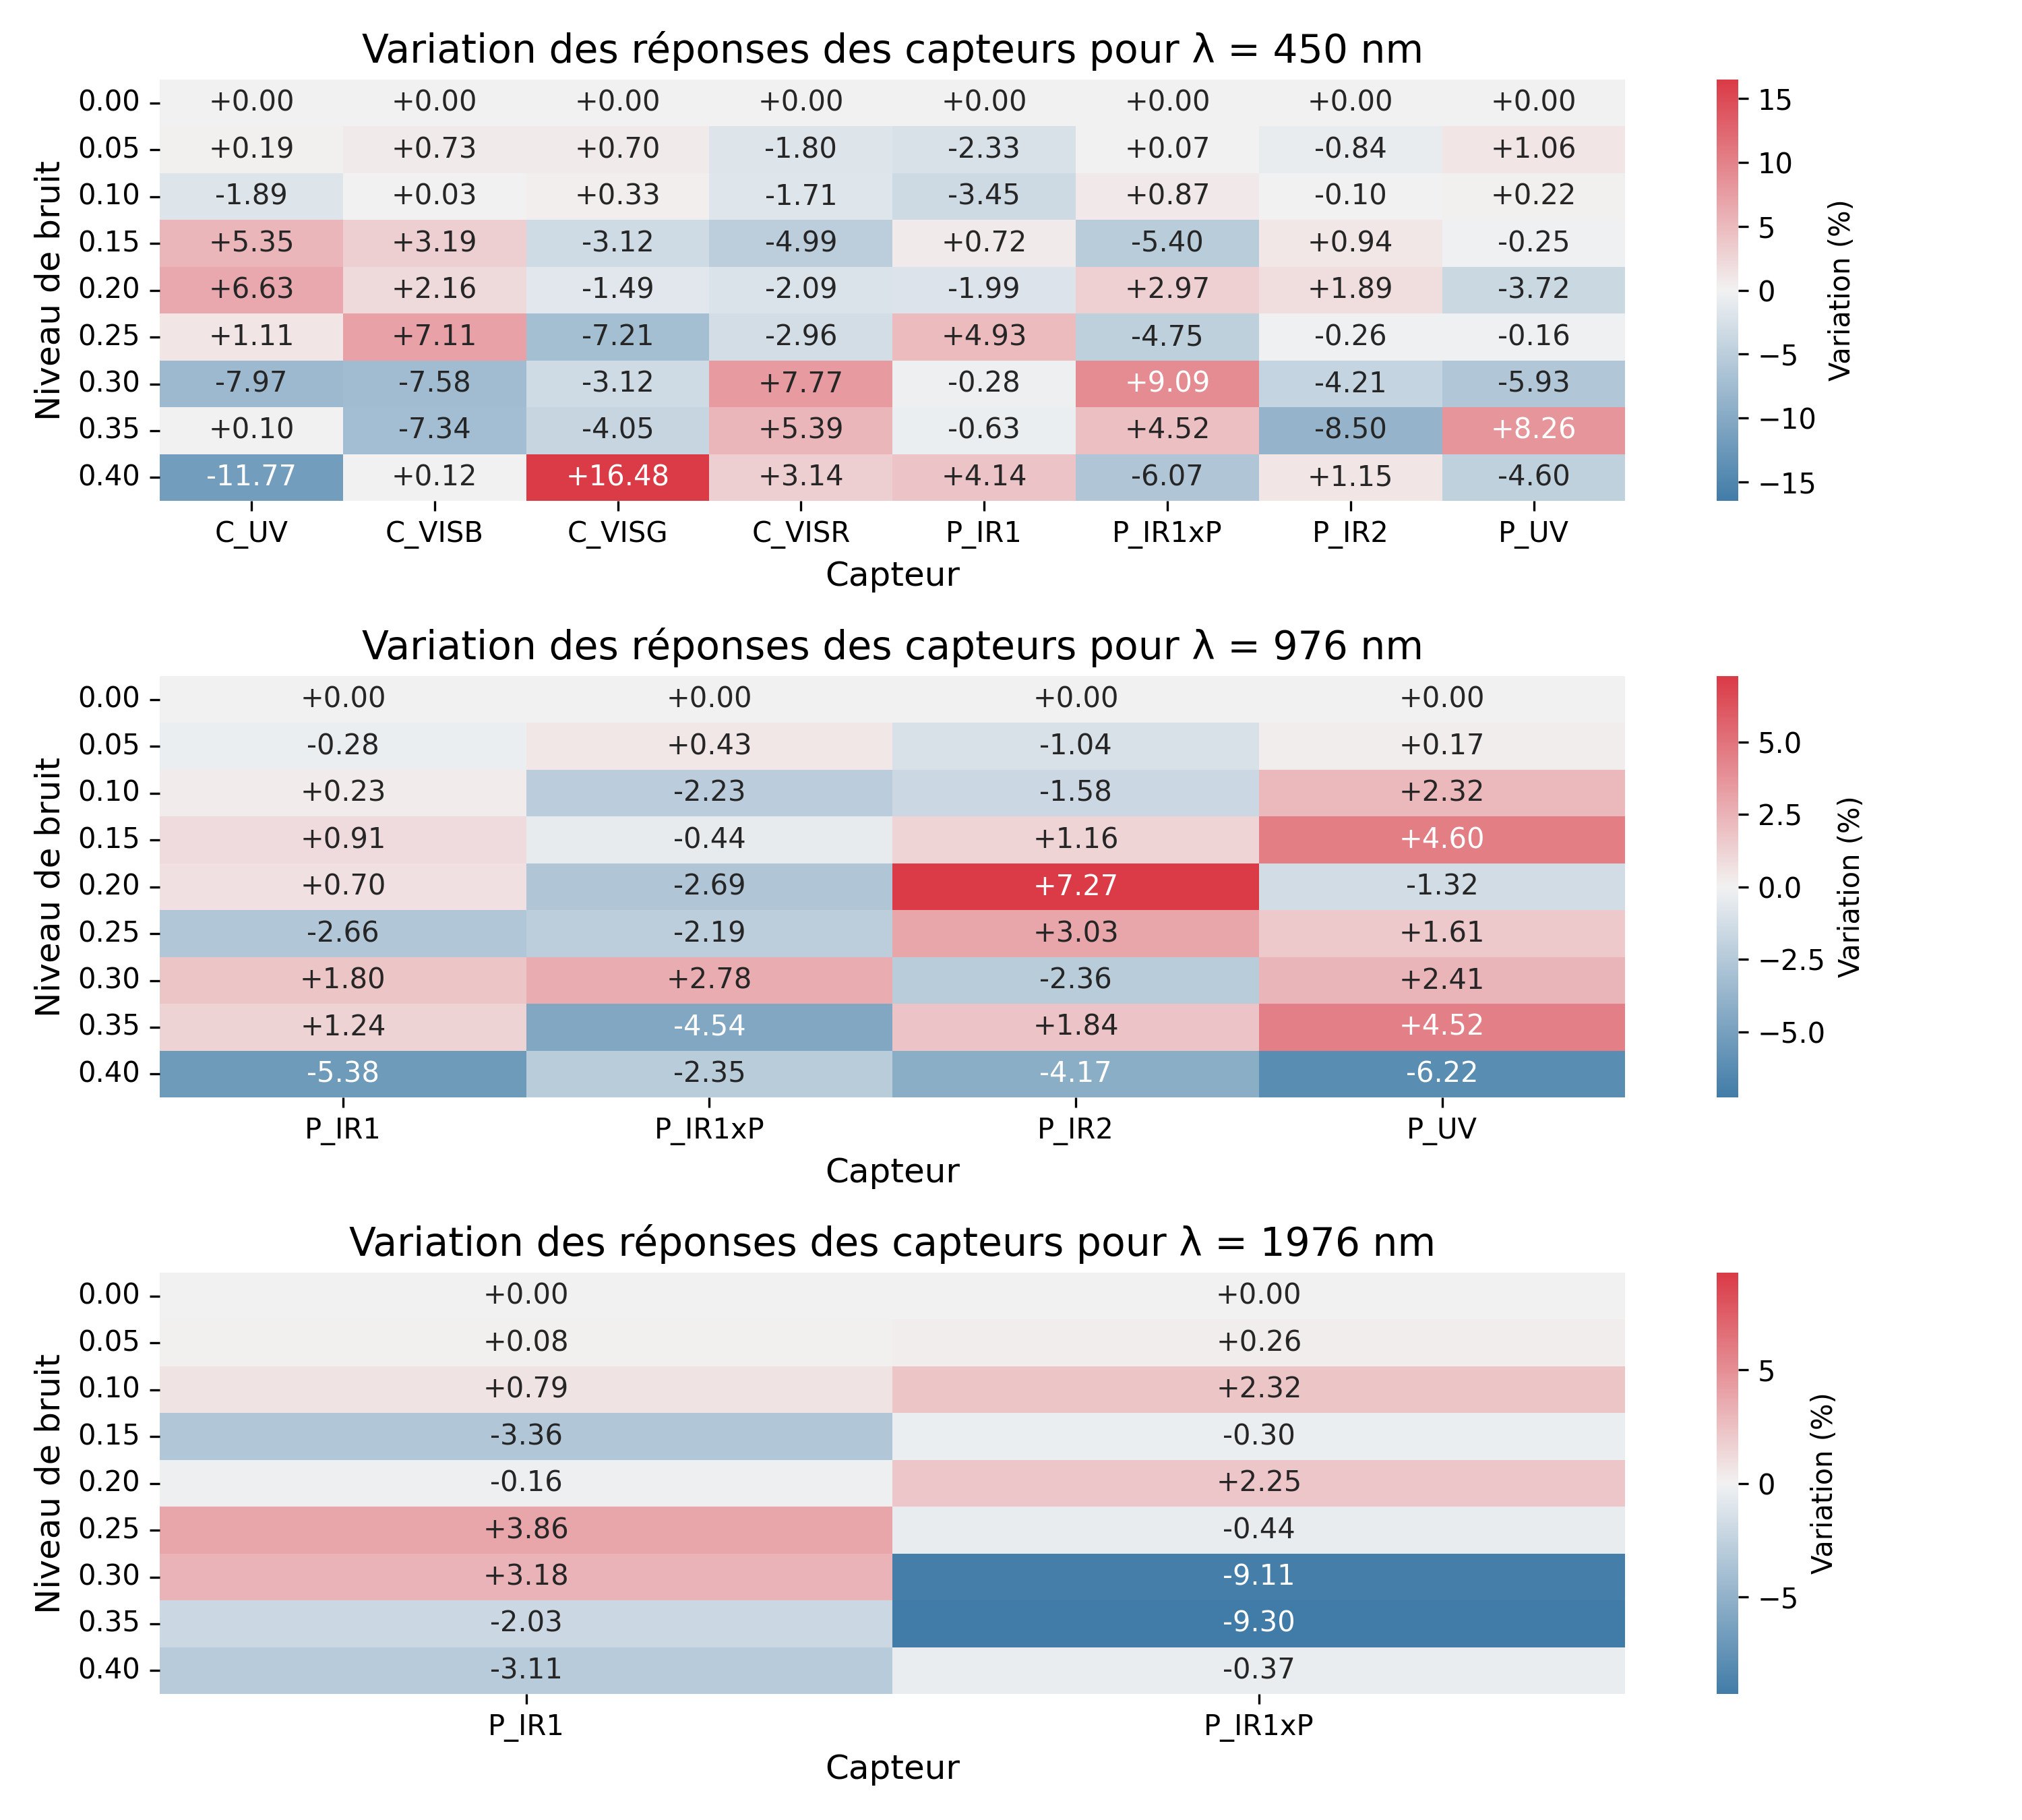 Variation des réponses des capteurs pour λ = 450 nm
0.00 +0.00 +0.00 +0.00 +0.00 +0.00 +0.00 +0.00 +0.00
0.05 +0.19 +0.73 +0.70 -1.80 -2.33 +0.07 -0.84 +1.06
0.10 -1.89 +0.03 +0.33 -1.71 -3.45 +0.87 -0.10 +0.22
0.15 +5.35 +3.19 -3.12 -4.99 +0.72 -5.40 +0.94 -0.25
0.20 +6.63 +2.16 -1.49 -2.09 -1.99 +2.97 +1.89 -3.72
0.25 +1.11 +7.11 -7.21 -2.96 +4.93 -4.75 -0.26 -0.16
0.30 -7.97 -7.58 -3.12 +7.77 -0.28 +9.09 -4.21 -5.93
0.35 +0.10 -7.34 -4.05 +5.39 -0.63 +4.52 -8.50 +8.26
0.40 -11.77 +0.12 +16.48 +3.14 +4.14 -6.07 +1.15 -4.60
C_UV C_VISB C_VISG C_VISR P_IR1 P_IR1xP P_IR2 P_UV
Capteur
Niveau de bruit
15
10
5
0
−5
−10
−15
Variation (%)
Variation des réponses des capteurs pour λ = 976 nm
0.00 +0.00 +0.00 +0.00 +0.00
0.05 -0.28 +0.43 -1.04 +0.17
0.10 +0.23 -2.23 -1.58 +2.32
0.15 +0.91 -0.44 +1.16 +4.60
0.20 +0.70 -2.69 +7.27 -1.32
0.25 -2.66 -2.19 +3.03 +1.61
0.30 +1.80 +2.78 -2.36 +2.41
0.35 +1.24 -4.54 +1.84 +4.52
0.40 -5.38 -2.35 -4.17 -6.22
P_IR1 P_IR1xP P_IR2 P_UV
Capteur
Niveau de bruit
5.0
2.5
0.0
−2.5
−5.0
Variation (%)
Variation des réponses des capteurs pour λ = 1976 nm
0.00 +0.00 +0.00
0.05 +0.08 +0.26
0.10 +0.79 +2.32
0.15 -3.36 -0.30
0.20 -0.16 +2.25
0.25 +3.86 -0.44
0.30 +3.18 -9.11
0.35 -2.03 -9.30
0.40 -3.11 -0.37
P_IR1 P_IR1xP
Capteur
Niveau de bruit
5
0
−5
Variation (%)